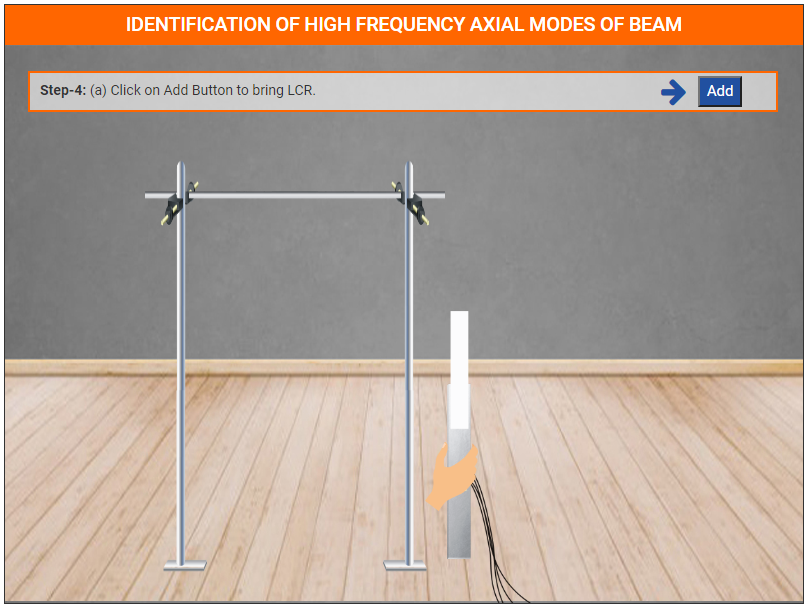 IDENTIFICATION OF HIGH FREQUENCY AXIAL MODES OF BEAM
Step-4: (a) Click on Add Button to bring LCR.
Add